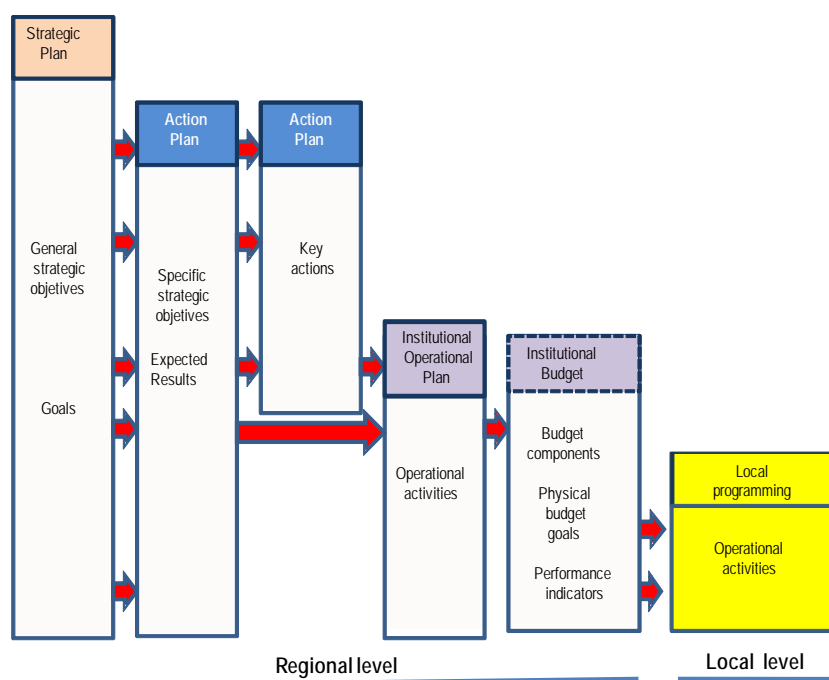 Strategic
Plan
General
strategic
objetives
Goals
Action
Plan
Specific
strategic
objetives
Expected
Results
Action
Plan
Key
actions
Institutional
Operational
Plan
Operational
activities
Institutional
Budget
Budget
components
Physical
budget
goals
Performance
indicators
Local
programming
Operational
activities
Regional level
Local level